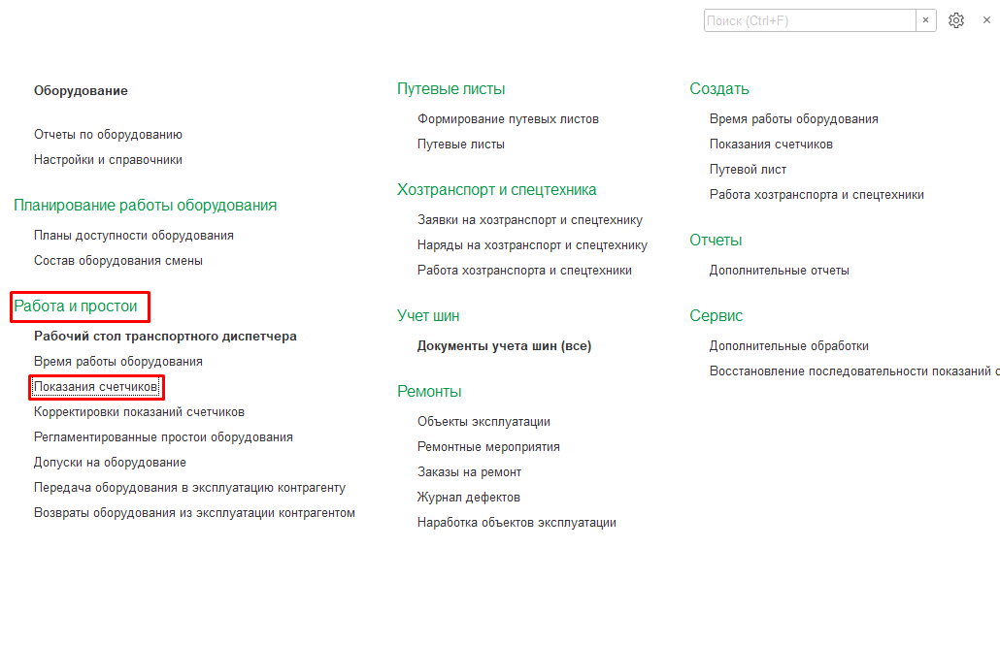 Поиск (Ctrl+F)
Оборудование
Отчеты по оборудованию
Настройки и справочники
Планирование работы оборудования
Планы доступности оборудования
Состав оборудования смены
Работа и простои
Рабочий стол транспортного диспетчера
Время работы оборудования
Показания счетчиков
Корректировки показаний счетчиков
Регламентированные простои оборудования
Допуски на оборудование
Передача оборудования в эксплуатацию контрагенту
Возвраты оборудования из эксплуатации контрагентом
Путевые листы
Формирование путевых листов
Путевые листы
Хозтранспорт и спецтехника
Заявки на хозтранспорт и спецтехнику
Наряды на хозтранспорт и спецтехнику
Работа хозтранспорта и спецтехники
Учет шин
Документы учета шин (все)
Ремонты
Объекты эксплуатации
Ремонтные мероприятия
Заказы на ремонт
Журнал дефектов
Наработка объектов эксплуатации
Создать
Время работы оборудования
Показания счетчиков
Путевой лист
Работа хозтранспорта и спецтехники
Отчеты
Дополнительные отчеты
Сервис
Дополнительные обработки
Восстановление последовательности показаний